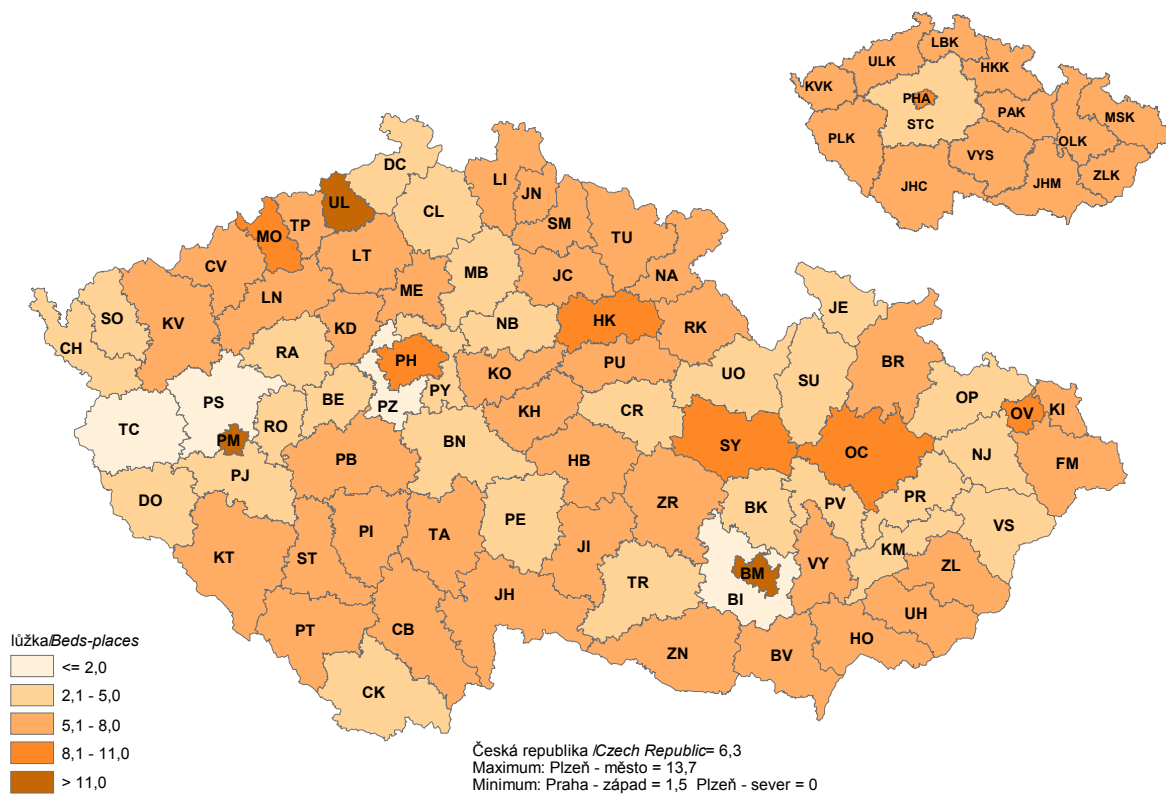 LBK
ULK
HKK
KVK
PHA
PAK
MSK
STC
OLK
PLK
VYS
ZLK
JHC
JHM
DC
LI
JN
UL
CL
SM
TU
MO
TP
LT
MB
JC
NA
CV
ME
LN
SO
KV
KD
NB
HK
RK
JE
CH
RA
PH
KO
PU
BR
PY
UO
SU
PS
BE
PZ
OP
TC
RO
KH
CR
OV
KI
PM
BN
SY
OC
NJ
FM
PB
HB
PJ
DO
ZR
BK
PV
PR
VS
PE
KT
ST
PI
TA
JI
KM
TR
BM
VY
ZL
BI
JH
UH
PT
CB
HO
ZN
BV
CK
lůžka/Beds-places
<= 2,0
2,1 - 5,0
5,1 - 8,0
8,1 - 11,0
> 11,0
Česká republika /Czech Republic= 6,3
Maximum: Plzeň - město = 13,7
Minimum: Praha - západ = 1,5 Plzeň - sever = 0